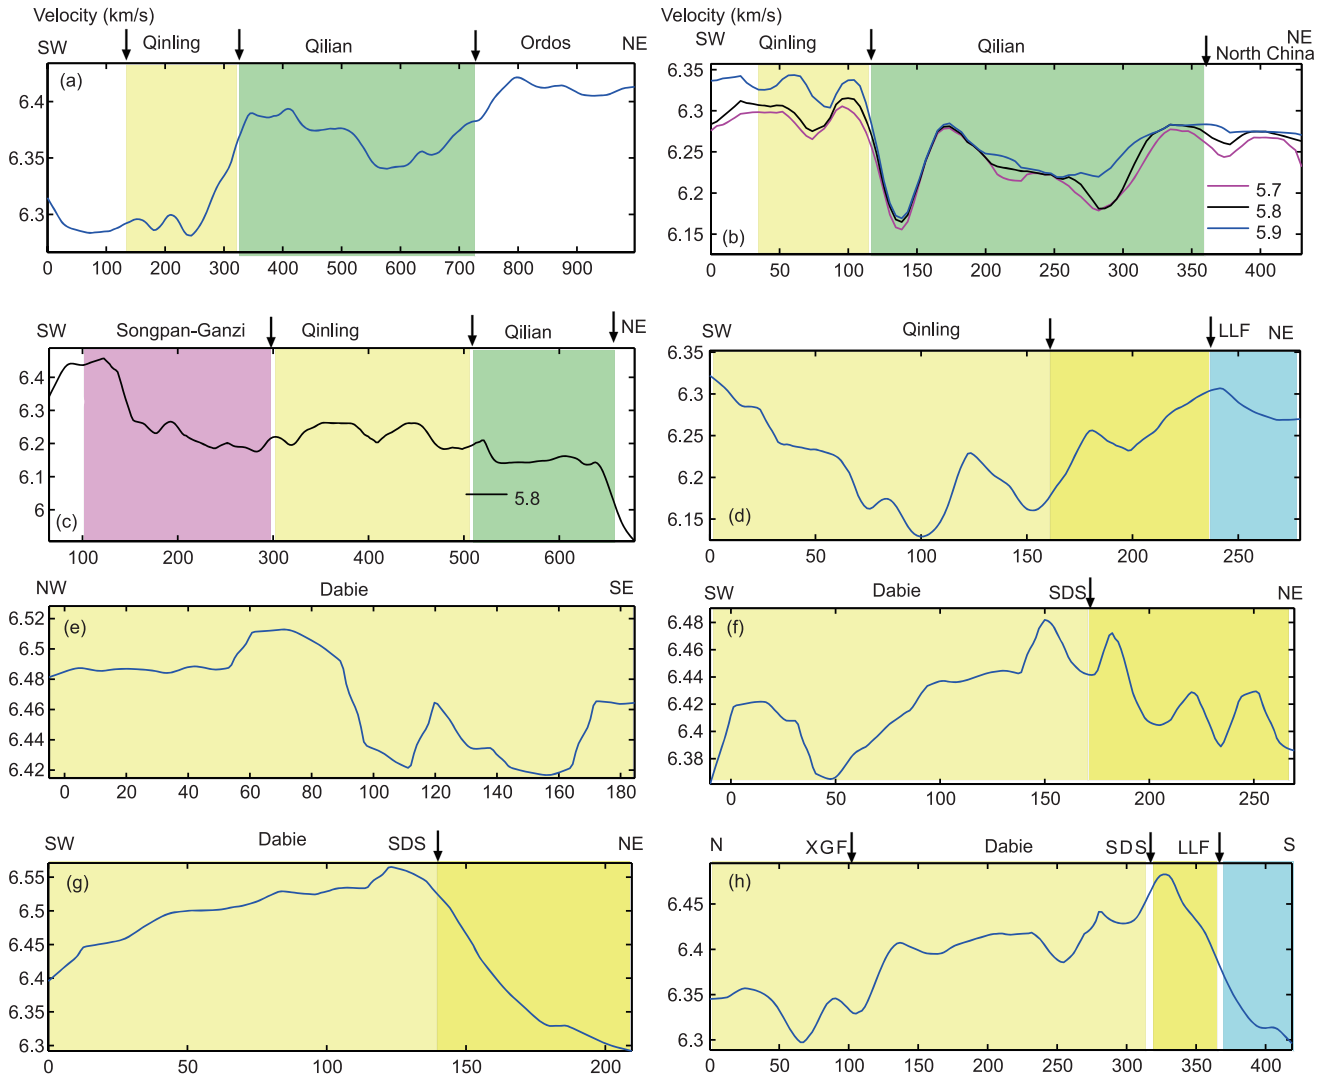 Velocity (km/s)
SW Qinling Qilian Ordos NE
(a)
6.4
6.35
6.3
0 100 200 300 400 500 600 700 800 900
Velocity (km/s)
SW Qinling Qilian NE
North China
6.35
6.3
6.25
6.2
6.15
5.7
5.8
5.9
(b)
0 50 100 150 200 250 300 350 400
SW Songpan-Ganzi Qinling Qilian NE
6.4
6.3
6.2
6.1
6
5.8
(c)
100 200 300 400 500 600
SW Qinling LLF NE
6.35
6.3
6.25
6.2
6.15
(d)
0 50 100 150 200 250
NW Dabie SE
(e)
6.52
6.5
6.48
6.46
6.44
6.42
0 20 40 60 80 100 120 140 160 180
SW Dabie SDS NE
(f)
6.48
6.44
6.42
6.4
6.38
0 50 100 150 200 250
SW Dabie SDS NE
(g)
6.55
6.5
6.45
6.4
6.35
6.3
0 50 100 150 200
N XGF Dabie SDS LLF S
(h)
6.45
6.4
6.35
6.3
0 50 100 150 200 250 300 350 400